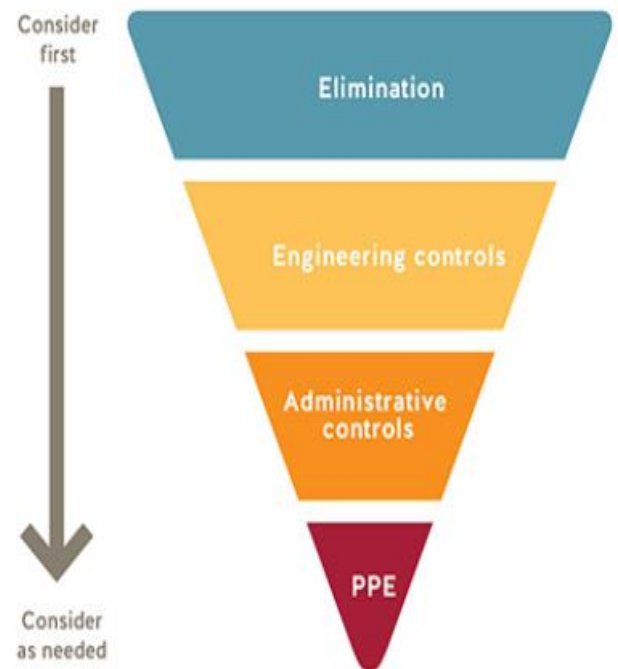 Consider
first
Elimination
Engineering controls
Administrative
controls
PPE
Consider
as needed